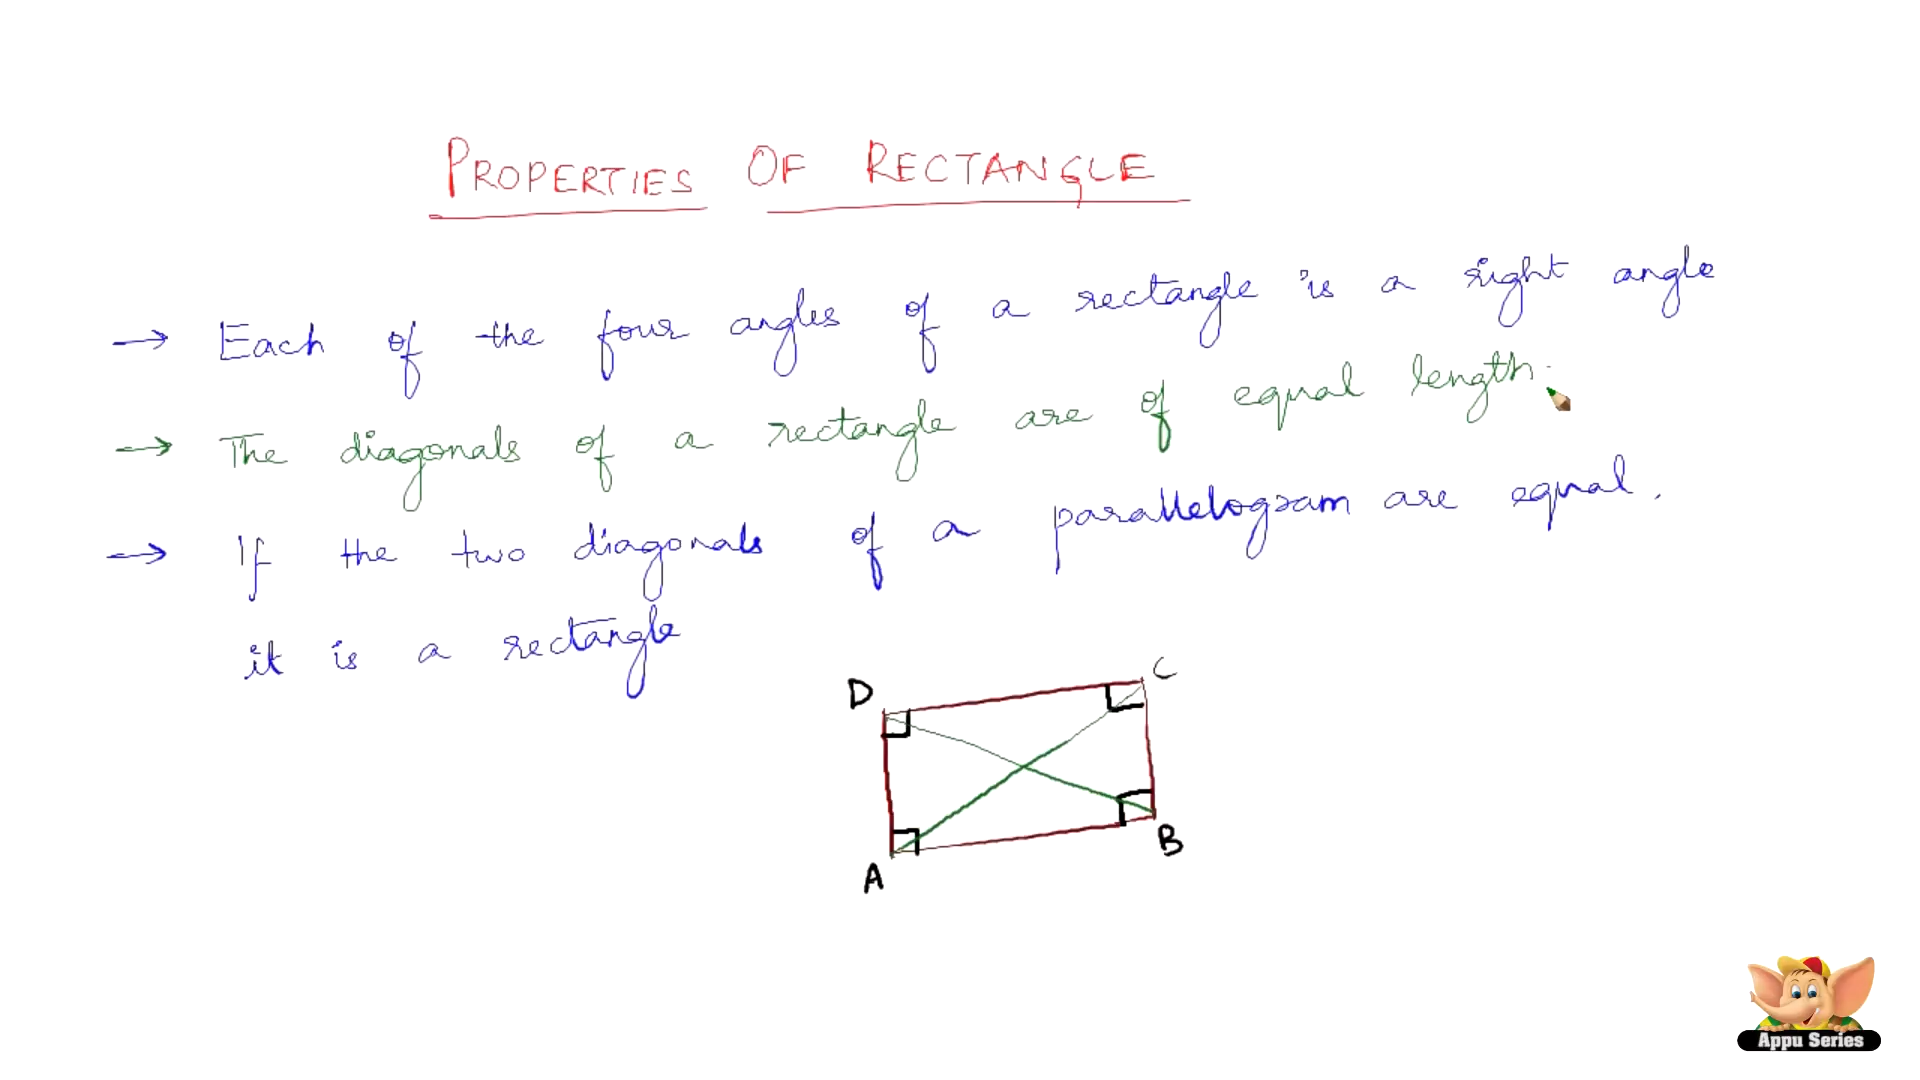 PROPERTIES OF RECTANGLE
→ Each of the four angles of a rectangle is a right angle
→ The diagonals of a rectangle are of equal length.
→ If the two diagonals of a parallelogram are equal,
it is a rectangle
D C
A B
Appu Series